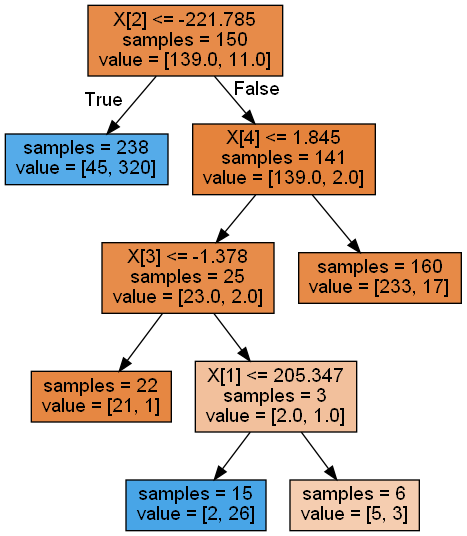 X[2] <= -221.785
samples = 150
value = [139.0, 11.0]
True
False
samples = 238
value = [45, 320]
X[4] <= 1.845
samples = 141
value = [139.0, 2.0]
X[3] <= -1.378
samples = 25
value = [23.0, 2.0]
samples = 160
value = [233, 17]
samples = 22
value = [21, 1]
X[1] <= 205.347
samples = 3
value = [2.0, 1.0]
samples = 15
value = [2, 26]
samples = 6
value = [5, 3]